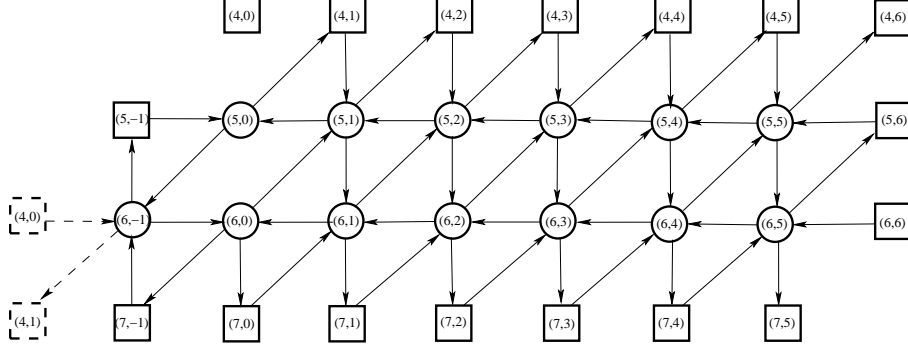 (4,0) (4,1) (4,2) (4,3) (4,4) (4,5) (4,6)
(5,−1) (5,0) (5,1) (5,2) (5,3) (5,4) (5,5) (5,6)
(4,0) (6,−1) (6,0) (6,1) (6,2) (6,3) (6,4) (6,5) (6,6)
(4,1) (7,−1) (7,0) (7,1) (7,2) (7,3) (7,4) (7,5)